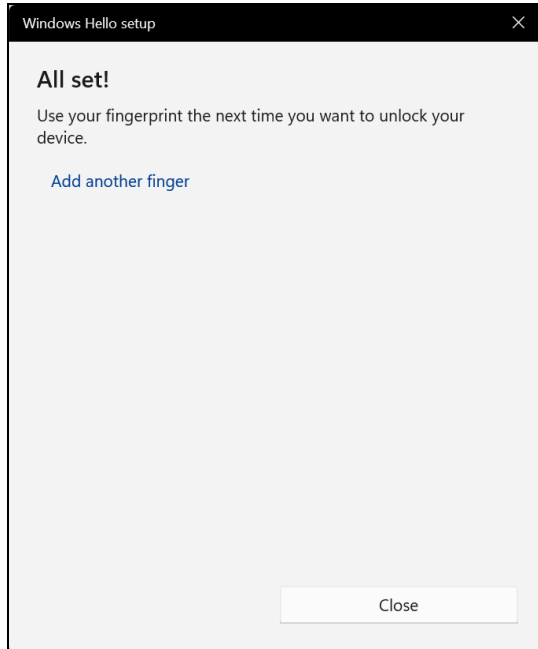 Windows Hello setup
All set!
Use your fingerprint the next time you want to unlock your
device.
Add another finger
Close